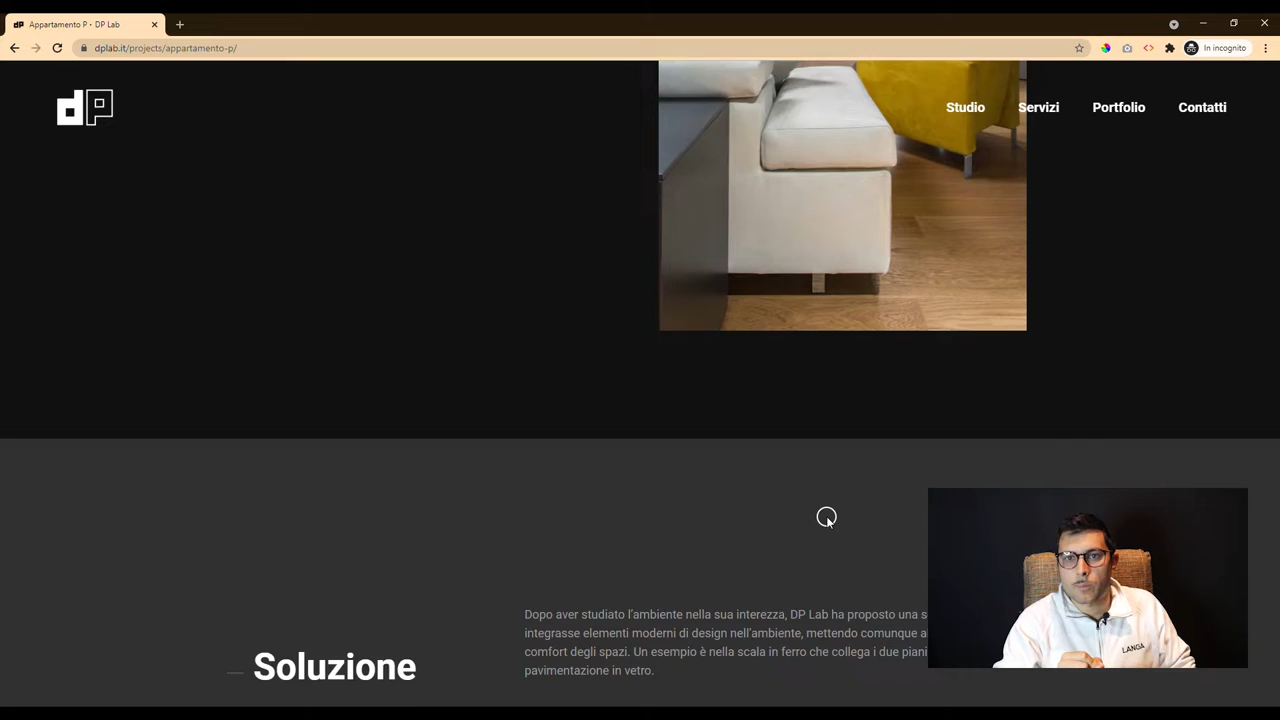 Appartamento P • DP Lab
dplab.it/projects/appartamento-p/
In incognito
dP
Studio Servizi Portfolio Contatti
Dopo aver studiato l'ambiente nella sua interezza, DP Lab ha proposto una
integrasse elementi moderni di design nell'ambiente, mettendo comunque
comfort degli spazi. Un esempio è nella scala in ferro che collega i due piani
pavimentazione in vetro.
Soluzione
LANGA